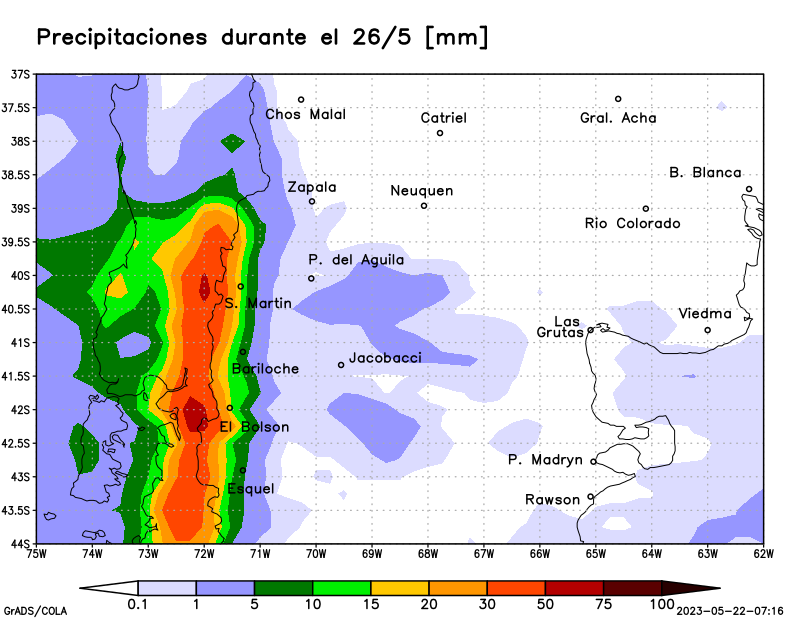 Precipitaciones durante el 26/5 [mm]
37S
37.5S
38S
38.5S
39S
39.5S
40S
40.5S
41S
41.5S
42S
42.5S
43S
43.5S
44S
Chos Malal
Catriel
Gral. Acha
B. Blanca
Zapala
Neuquen
Rio Colorado
P. del Aguila
S. Martin
Viedma
Las
Grutas
Jacobacci
Bariloche
El Bolson
P. Madryn
Esquel
Rawson
75W 74W 73W 72W 71W 70W 69W 68W 67W 66W 65W 64W 63W 62W
0.1 1 5 10 15 20 30 50 75 100
GrADS/COLA
2023-05-22-07:16